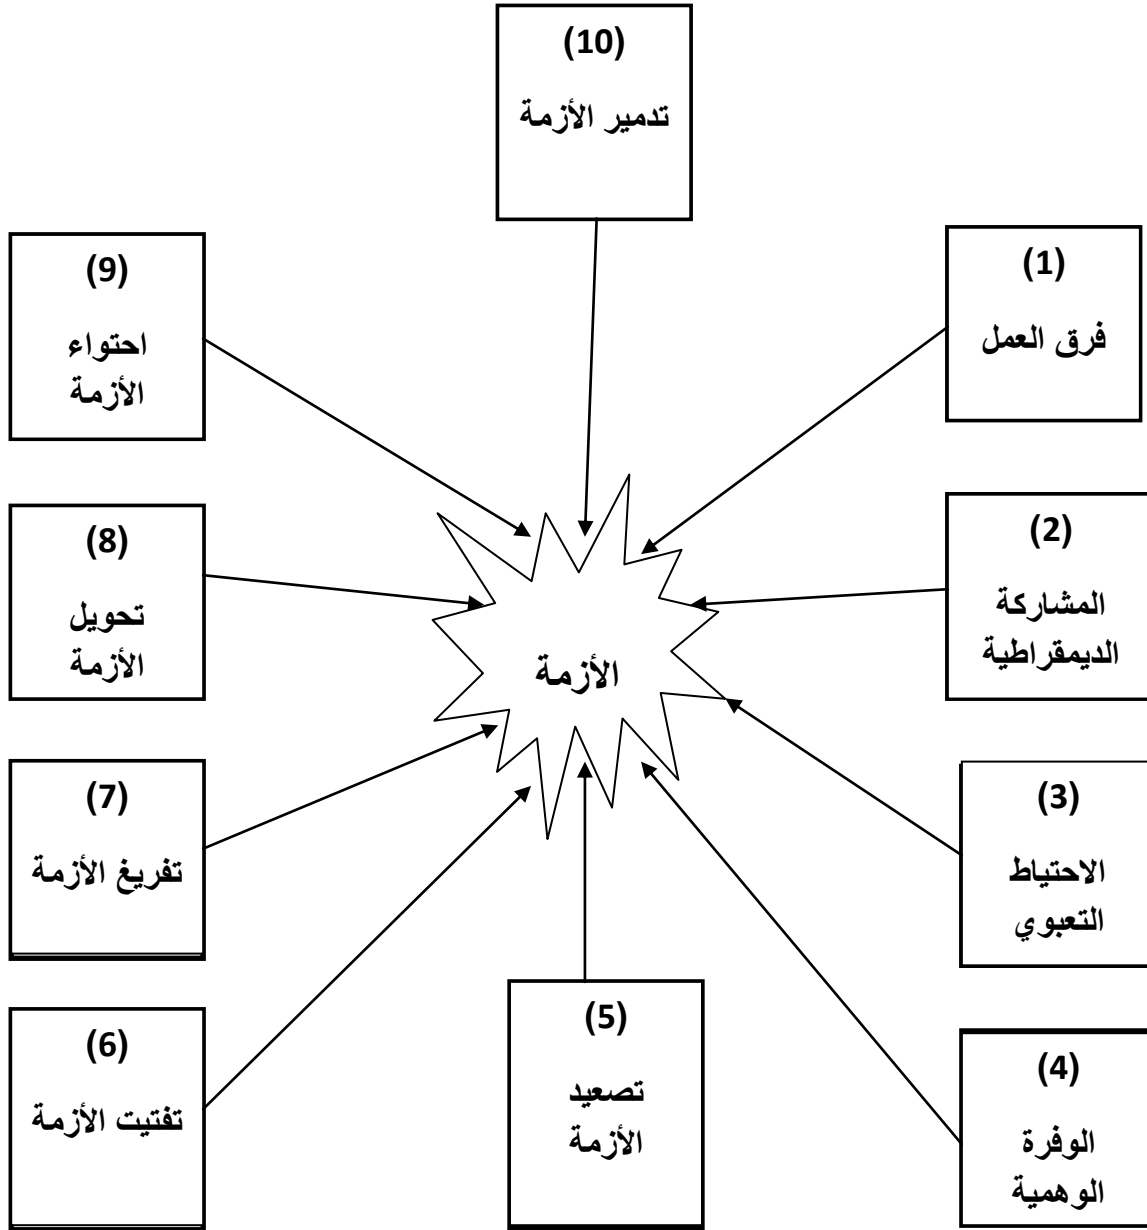 (10)
تدمير الأزمة
(1)
فرق العمل
(2)
المشاركة
الديمقراطية
(3)
الاحتياط
التعبوي
(4)
الوفرة
الوهمية
(5)
تصعيد
الأزمة
(6)
تفتيت الأزمة
(7)
تفريغ الأزمة
(8)
تحويل
الأزمة
(9)
احتواء
الأزمة
الأزمة